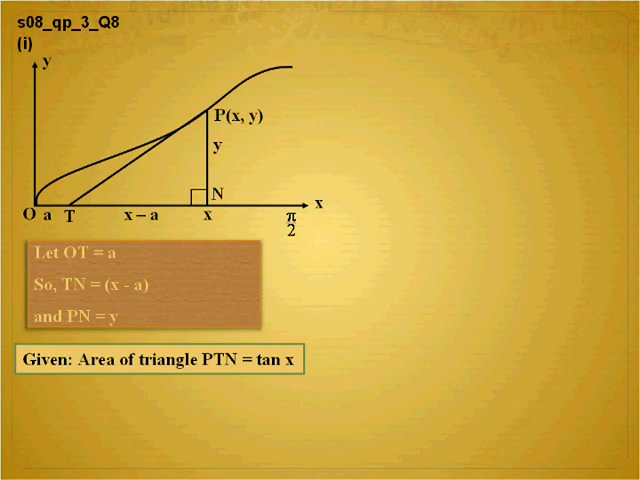 s08_qp_3_Q8
(i)
y
P(x, y)
y
N
O a T x – a x π x
2
Let OT = a
So, TN = (x - a)
and PN = y
Given: Area of triangle PTN = tan x